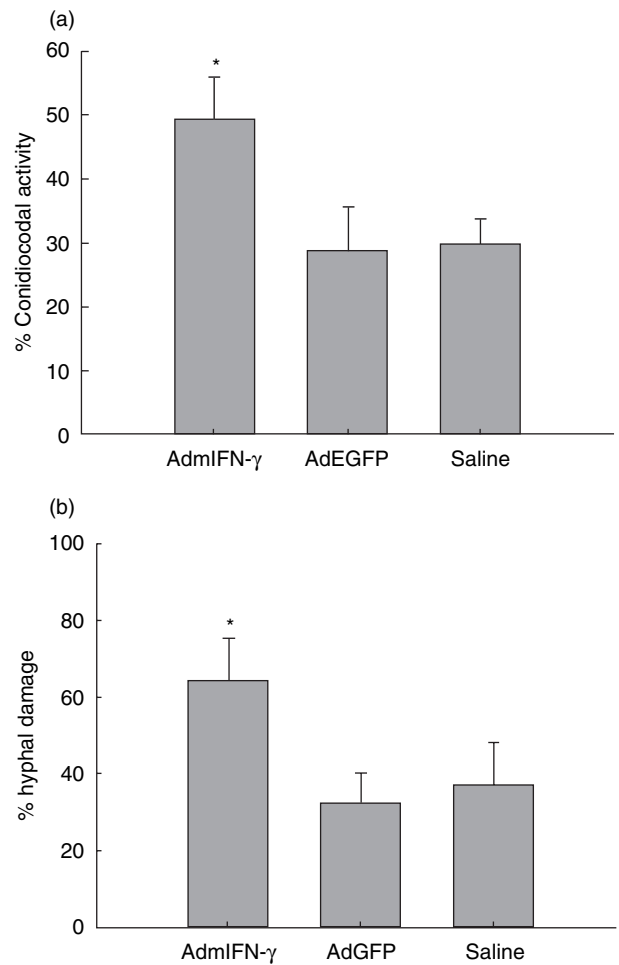 (a)
60
*
50
40
30
20
10
0
% Conidiocodal activity
AdmIFN-γ AdEGFP Saline
(b)
100
80
*
60
40
20
0
% hyphal damage
AdmIFN-γ AdGFP Saline